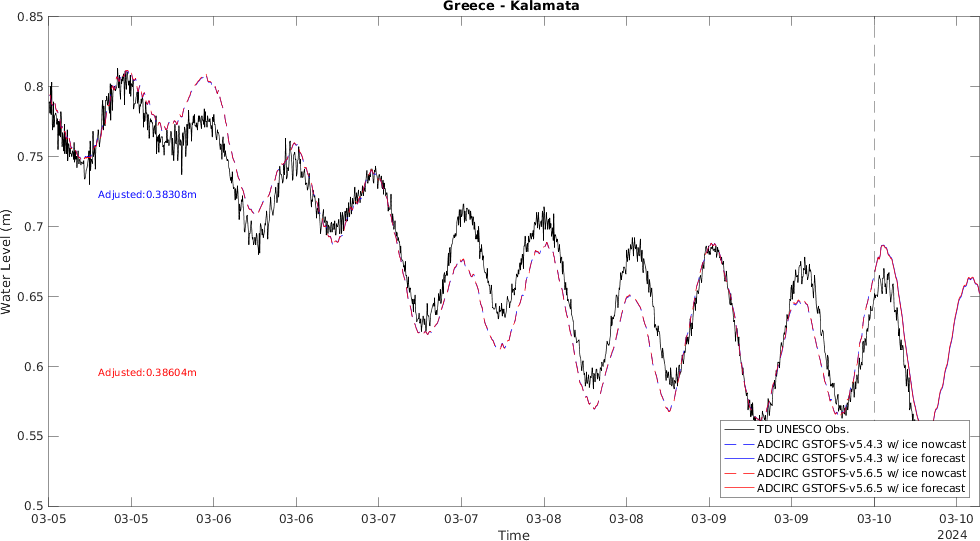 Greece - Kalamata
0.85
0.8
0.75
0.7
0.65
0.6
0.55
0.5
Water Level (m)
Adjusted:0.38308m
Adjusted:0.38604m
TD UNESCO Obs.
ADCIRC GSTOFS-v5.4.3 w/ ice nowcast
ADCIRC GSTOFS-v5.4.3 w/ ice forecast
ADCIRC GSTOFS-v5.6.5 w/ ice nowcast
ADCIRC GSTOFS-v5.6.5 w/ ice forecast
03-05 03-05 03-06 03-06 03-07 03-07 03-08 03-08 03-09 03-09 03-10 03-10
Time
2024